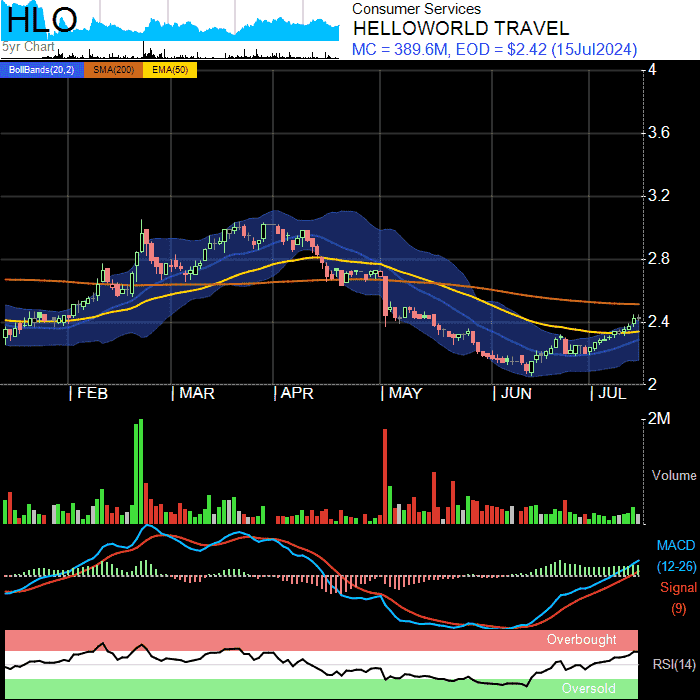 HLO
5yr Chart
Consumer Services
HELLOWORLD TRAVEL
MC = 389.6M, EOD = $2.42 (15Jul2024)
BollBands(20,2) SMA(200) EMA(50)
4
3.6
3.2
2.8
2.4
2
FEB MAR APR MAY JUN JUL
2M
Volume
MACD
(12-26)
Signal
(9)
Overbought
RSI(14)
Oversold